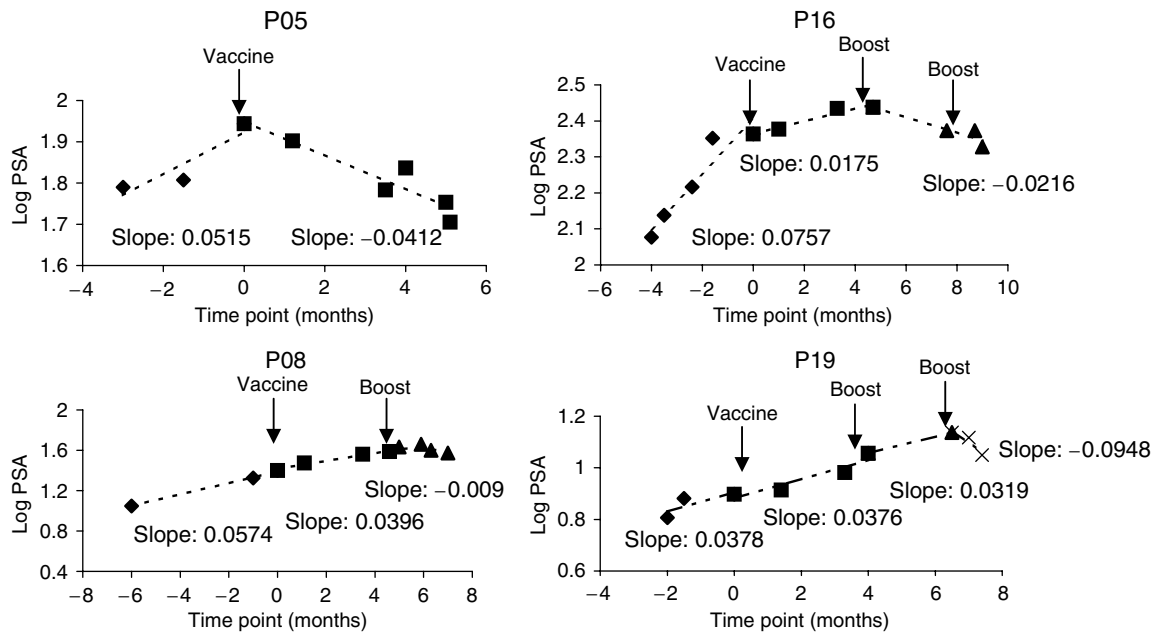 P05
Vaccine
2
1.9
1.8
1.7
1.6
Log PSA
Slope: 0.0515
Slope: −0.0412
−4 −2 0 2 4 6
Time point (months)
P16
Boost
Vaccine
Boost
2.5
2.4
2.3
2.2
2.1
2
Log PSA
Slope: 0.0175
Slope: −0.0216
Slope: 0.0757
−6 −4 −2 0 2 4 6 8 10
Time point (months)
P08
Vaccine
Boost
2
1.6
1.2
0.8
0.4
Log PSA
Slope: −0.009
Slope: 0.0396
Slope: 0.0574
−8 −6 −4 −2 0 2 4 6 8
Time point (months)
P19
Boost
Boost
Vaccine
1.2
1
0.8
0.6
Log PSA
Slope: −0.0948
Slope: 0.0319
Slope: 0.0376
Slope: 0.0378
−4 −2 0 2 4 6 8
Time point (months)